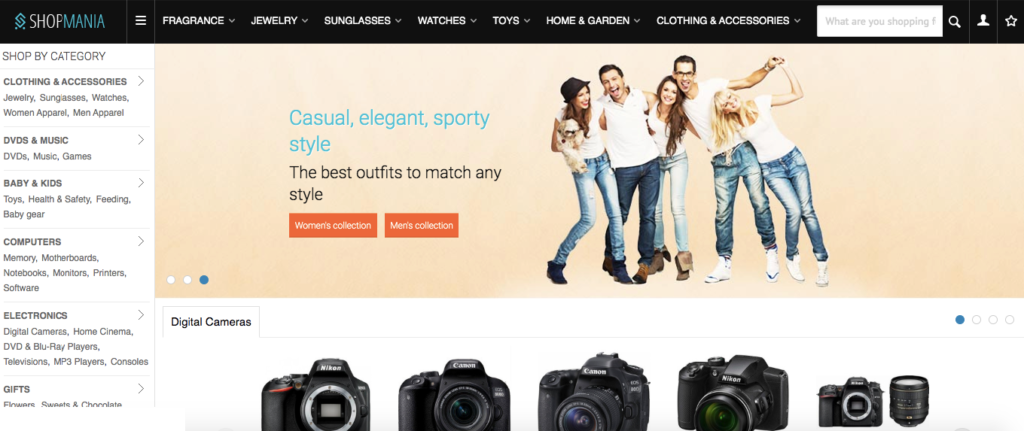 SHOPMANIA
FRAGRANCE JEWELRY SUNGLASSES WATCHES TOYS HOME & GARDEN CLOTHING & ACCESSORIES
What are you shopping f
SHOP BY CATEGORY
CLOTHING & ACCESSORIES
Jewelry, Sunglasses, Watches,
Women Apparel, Men Apparel
DVDS & MUSIC
DVDs, Music, Games
BABY & KIDS
Toys, Health & Safety, Feeding,
Baby gear
COMPUTERS
Memory, Motherboards,
Notebooks, Monitors, Printers,
Software
ELECTRONICS
Digital Cameras, Home Cinema,
DVD & Blu-Ray Players,
Televisions, MP3 Players, Consoles
GIFTS
Flowers, Sweets & Chocolate
Casual, elegant, sporty
style
The best outfits to match any
style
Women's collection
Men's collection
Digital Cameras
Nikon
Canon
Canon
Nikon
Nikon